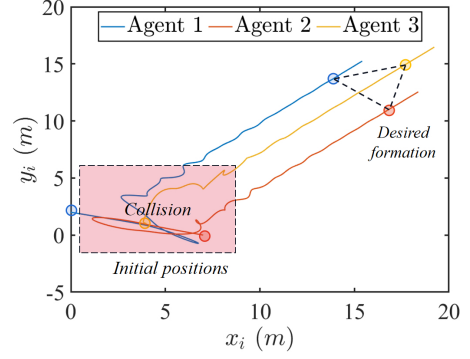 20
15
10
5
0
-5
0
5
10
15
20
Agent 1
Agent 2
Agent 3
Desired
formation
Collision
Initial positions
x_i (m)
y_i (m)